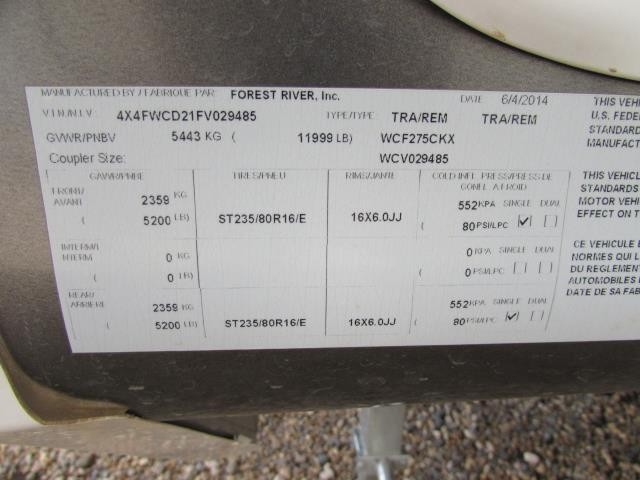 MANUFACTURED BY / FABRIQUE PAR: FOREST RIVER, Inc. DATE 6/4/2014
V.I.N./N.I.V.: 4X4FWCD21FV029485 TYPE/TYPE TRA/REM TRA/REM
GVWR/PNBV 5443 KG ( 11999 LB) WCF275CKX
Coupler Size: WCV029485
GAWR/PNBE TIRES/PNEU RIMS/JANTE COLD INFL. PRESS/PRESS DE GONFL. A FROID
FRONT/ AVANT 2359 KG 552 KPA SINGLE DUAL
( 5200 LB) ST235/80R16/E 16X6.0JJ ( 80 PSI/LPC
INTERM/ INTERM 0 KG 0 KPA SINGLE DUAL
( 0 LB) ( 0 PSI/LPC
REAR/ ARRIERE 2359 KG 552 KPA SINGLE DUAL
( 5200 LB) ST235/80R16/E 16X6.0JJ ( 80 PSI/LPC
THIS VEHI
U.S. FEDE
STANDARD
MANUFACT
THIS VEHICL
STANDARDS
MOTOR VEHI
EFFECT ON T
CE VEHICULE E
NORMES QUI L
DU REGLEMENT
AUTOMOBILES
DATE DE SA FAB